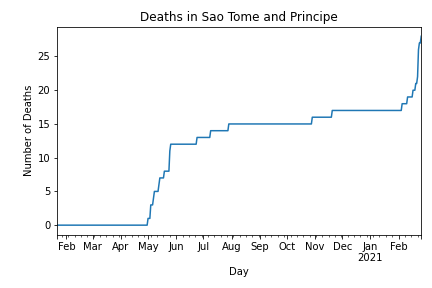 Deaths in Sao Tome and Principe
Number of Deaths
25
20
15
10
5
0
Feb Mar Apr May Jun Jul Aug Sep Oct Nov Dec Jan Feb
2021
Day